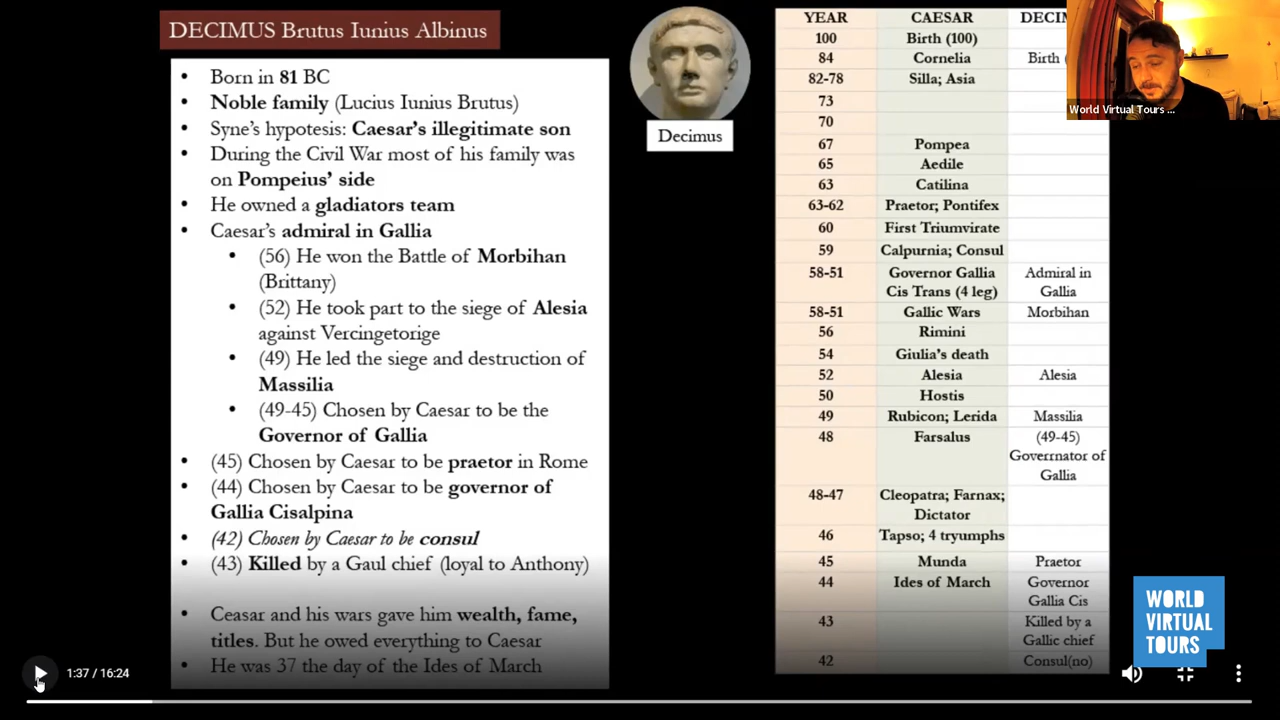 DECIMUS Brutus Iunius Albinus
• Born in 81 BC
• Noble family (Lucius Iunius Brutus)
• Syne's hypotesis: Caesar's illegitimate son
• During the Civil War most of his family was
on Pompeius' side
• He owned a gladiators team
• Caesar's admiral in Gallia
• (56) He won the Battle of Morbihan
(Brittany)
• (52) He took part to the siege of Alesia
against Vercingetorige
• (49) He led the siege and destruction of
Massilia
• (49-45) Chosen by Caesar to be the
Governor of Gallia
• (45) Chosen by Caesar to be praetor in Rome
• (44) Chosen by Caesar to be governor of
Gallia Cisalpina
• (42) Chosen by Caesar to be consul
• (43) Killed by a Gaul chief (loyal to Anthony)
• Ceasar and his wars gave him wealth, fame,
titles. But he owed everything to Caesar
• He was 37 the day of the Ides of March
Decimus
YEAR CAESAR
100 Birth (100)
84 Cornelia Birth
82-78 Silla; Asia
73
70
67 Pompea
65 Aedile
63 Catilina
63-62 Praetor; Pontifex
60 First Triumvirate
59 Calpurnia; Consul
58-51 Governor Gallia Admiral in
Cis Trans (4 leg) Gallia
58-51 Gallic Wars Morbihan
56 Rimini
54 Giulia's death
52 Alesia Alesia
50 Hostis
49 Rubicon; Lerida Massilia
48 Farsalus (49-45)
Goverrnator of
Gallia
48-47 Cleopatra; Farnax;
Dictator
46 Tapso; 4 tryumphs
45 Munda Praetor
44 Ides of March Governor
Gallia Cis
43 Killed by a
Gallic chief
42 Consul(no)
World Virtual Tours ...
WORLD
VIRTUAL
TOURS
1:37 / 16:24